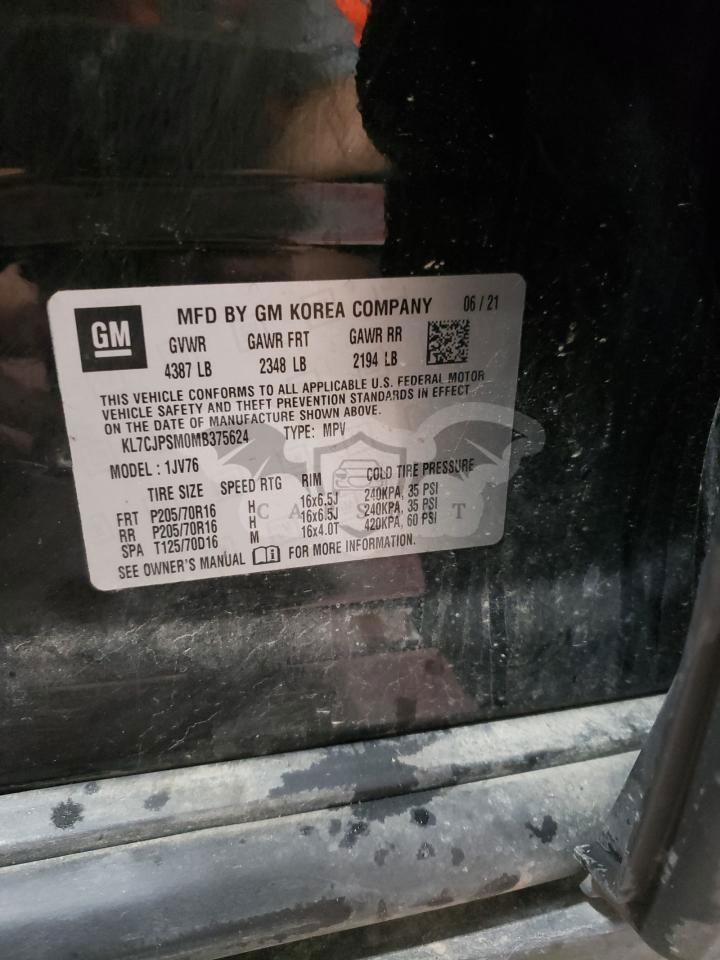 GM
MFD BY GM KOREA COMPANY 06 / 21
GVWR GAWR FRT GAWR RR
4387 LB 2348 LB 2194 LB
THIS VEHICLE CONFORMS TO ALL APPLICABLE U.S. FEDERAL MOTOR
VEHICLE SAFETY AND THEFT PREVENTION STANDARDS IN EFFECT
ON THE DATE OF MANUFACTURE SHOWN ABOVE.
KL7CJPSM0MB375624 TYPE: MPV
MODEL : 1JV76
TIRE SIZE SPEED RTG RIM COLD TIRE PRESSURE
FRT P205/70R16 H 16x6.5J 240KPA, 35 PSI
RR P205/70R16 H 16x6.5J 240KPA, 35 PSI
SPA T125/70D16 M 16x4.0T 420KPA, 60 PSI
SEE OWNER'S MANUAL FOR MORE INFORMATION.